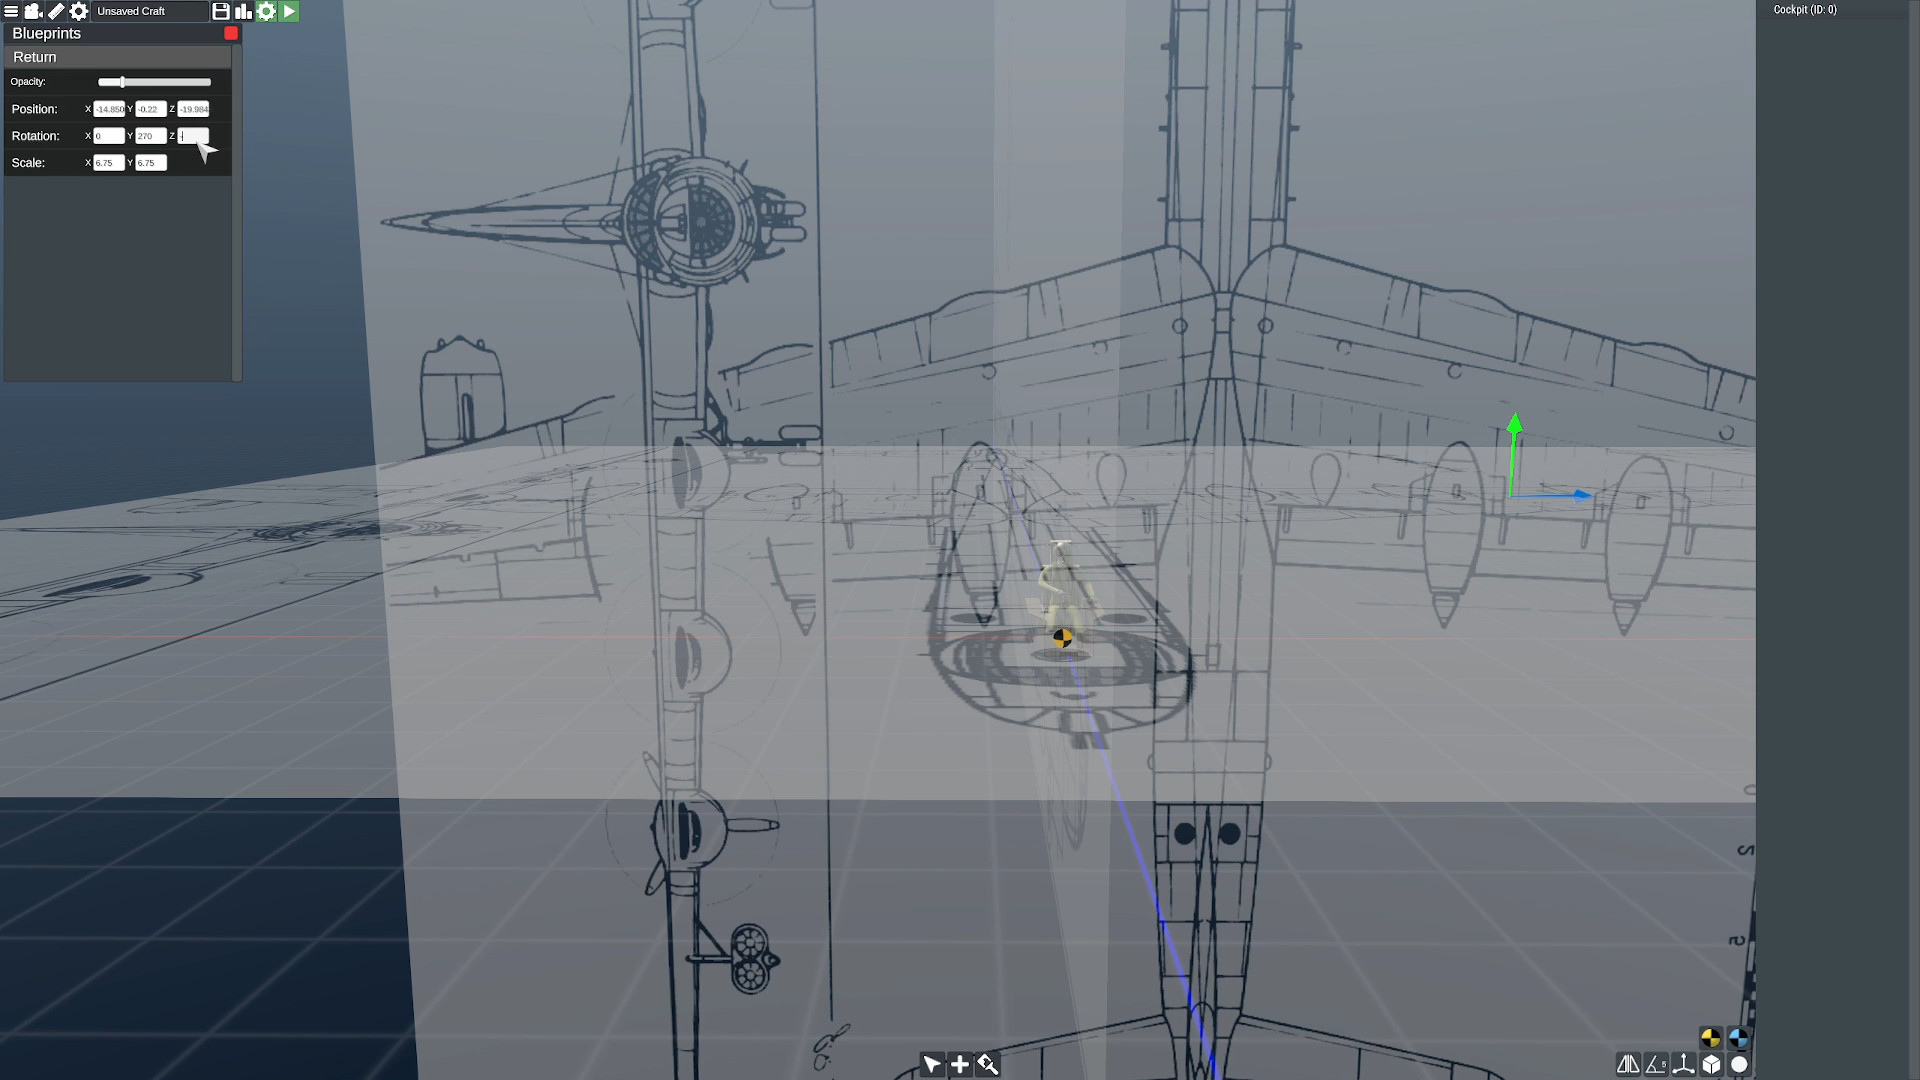 Unsaved Craft
Cockpit (ID: 0)
Blueprints
Return
Opacity:
Position: X -14.850 Y -0.22 Z -19.984
Rotation: X 0 Y 270 Z
Scale: X 6.75 Y 6.75